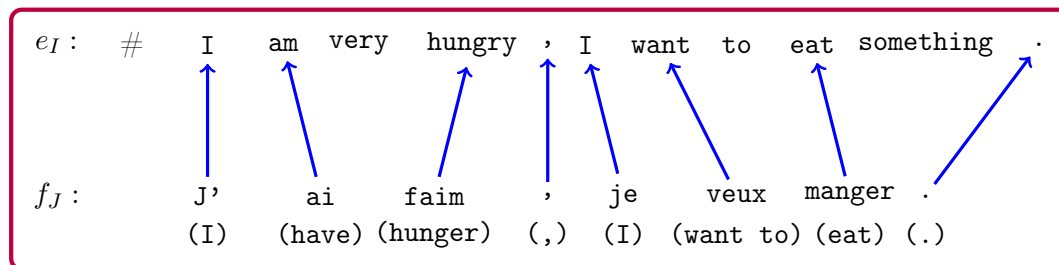 e_I : # I am very hungry , I want to eat something .
f_J : J' ai faim , je veux manger .
(I) (have) (hunger) (,) (I) (want to) (eat) (.)